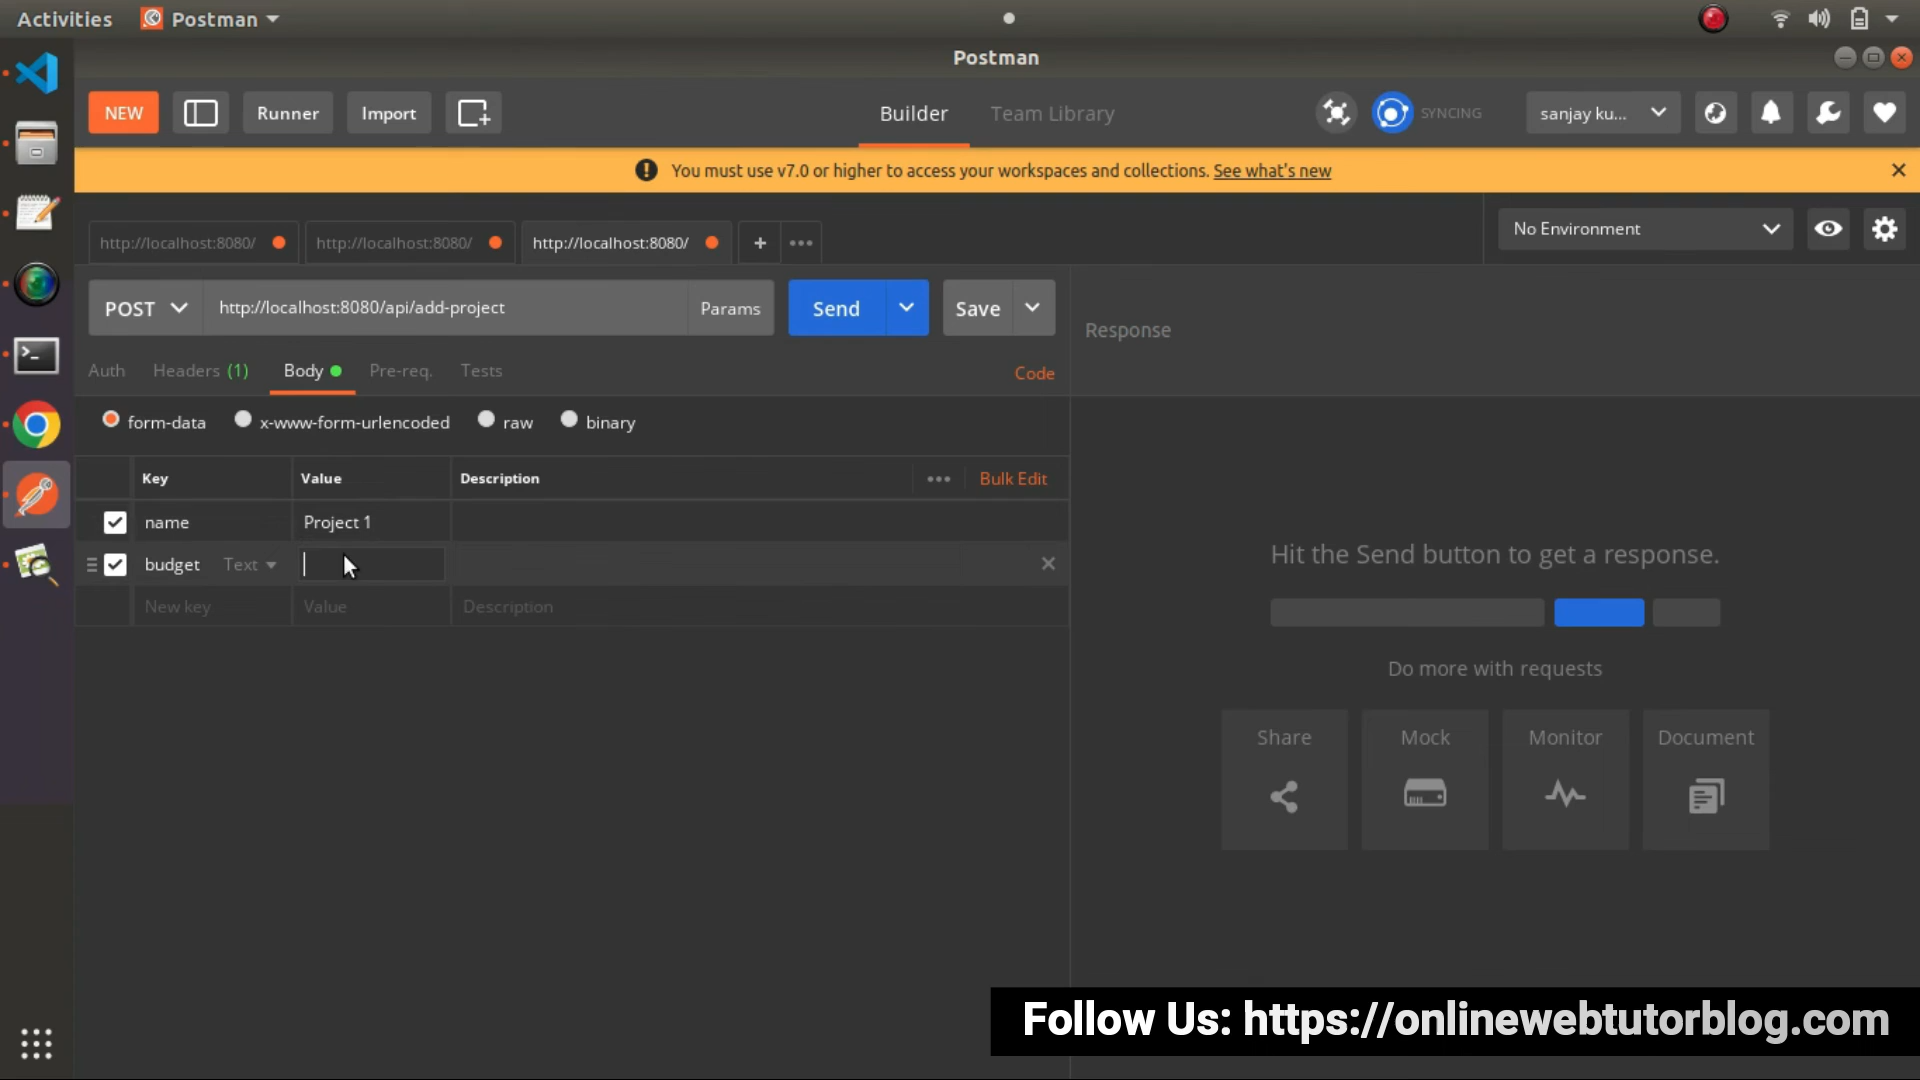 Activities Postman
Postman
NEW Runner Import Builder Team Library SYNCING sanjay ku...
You must use v7.0 or higher to access your workspaces and collections. See what's new
http://localhost:8080/ http://localhost:8080/ http://localhost:8080/ No Environment
POST http://localhost:8080/api/add-project Params Send Save
Response
Auth Headers (1) Body Pre-req. Tests Code
form-data x-www-form-urlencoded raw binary
Key Value Description Bulk Edit
name Project 1
budget Text
New key Value Description
Hit the Send button to get a response.
Do more with requests
Share Mock Monitor Document
Follow Us: https://onlinewebtutorblog.com